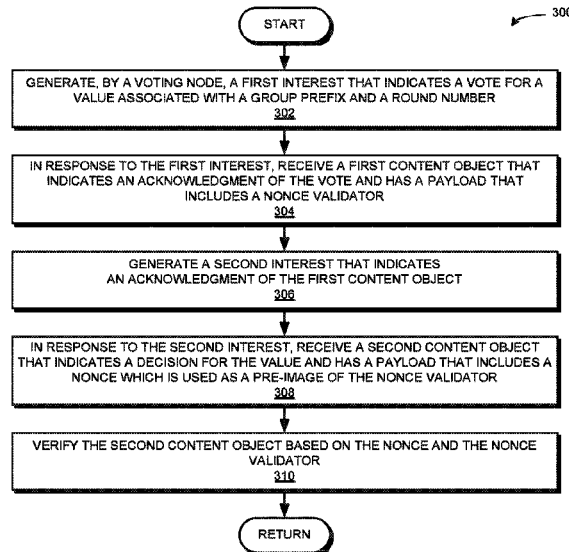 START
300
GENERATE, BY A VOTING NODE, A FIRST INTEREST THAT INDICATES A VOTE FOR A
VALUE ASSOCIATED WITH A GROUP PREFIX AND A ROUND NUMBER
302
IN RESPONSE TO THE FIRST INTEREST, RECEIVE A FIRST CONTENT OBJECT THAT
INDICATES AN ACKNOWLEDGMENT OF THE VOTE AND HAS A PAYLOAD THAT
INCLUDES A NONCE VALIDATOR
304
GENERATE A SECOND INTEREST THAT INDICATES
AN ACKNOWLEDGMENT OF THE FIRST CONTENT OBJECT
306
IN RESPONSE TO THE SECOND INTEREST, RECEIVE A SECOND CONTENT OBJECT
THAT INDICATES A DECISION FOR THE VALUE AND HAS A PAYLOAD THAT INCLUDES A
NONCE WHICH IS USED AS A PRE-IMAGE OF THE NONCE VALIDATOR
308
VERIFY THE SECOND CONTENT OBJECT BASED ON THE NONCE AND THE NONCE
VALIDATOR
310
RETURN